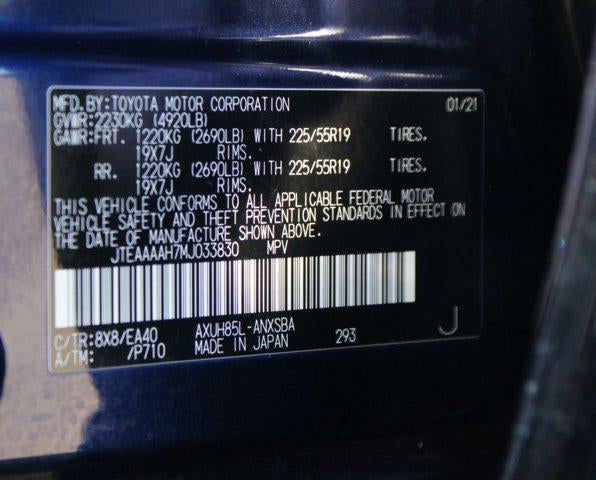 MFD.BY:TOYOTA MOTOR CORPORATION 01/21
GVWR:2230KG (4920LB)
GAWR:FRT. 1220KG (2690LB) WITH 225/55R19 TIRES.
19X7J RIMS.
RR. 1220KG (2690LB) WITH 225/55R19 TIRES.
19X7J RIMS.
THIS VEHICLE CONFORMS TO ALL APPLICABLE FEDERAL MOTOR
VEHICLE SAFETY AND THEFT PREVENTION STANDARDS IN EFFECT ON
THE DATE OF MANUFACTURE SHOWN ABOVE.
JTEAAAAH7MJ033830 MPV
C/TR:8X8/EA40 AXUH85L-ANXSBA J
A/TM: /P710 MADE IN JAPAN 293